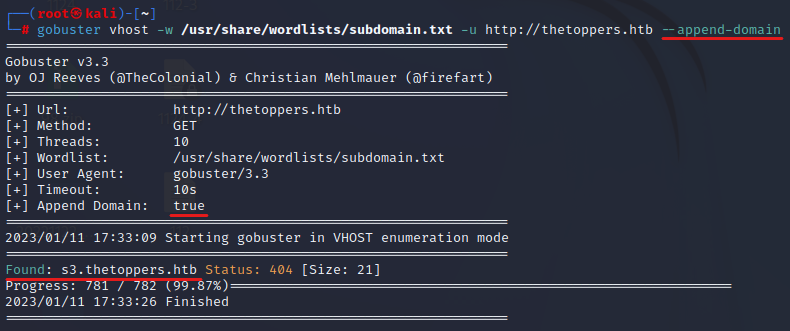 ┌──(root㉿kali)-[~]
└─# gobuster vhost -w /usr/share/wordlists/subdomain.txt -u http://thetoppers.htb --append-domain
===============================================================
Gobuster v3.3
by OJ Reeves (@TheColonial) & Christian Mehlmauer (@firefart)
===============================================================
[+] Url:             http://thetoppers.htb
[+] Method:          GET
[+] Threads:         10
[+] Wordlist:        /usr/share/wordlists/subdomain.txt
[+] User Agent:      gobuster/3.3
[+] Timeout:         10s
[+] Append Domain:   true
===============================================================
2023/01/11 17:33:09 Starting gobuster in VHOST enumeration mode
===============================================================
Found: s3.thetoppers.htb Status: 404 [Size: 21]
Progress: 781 / 782 (99.87%)===============================================================
2023/01/11 17:33:26 Finished
===============================================================